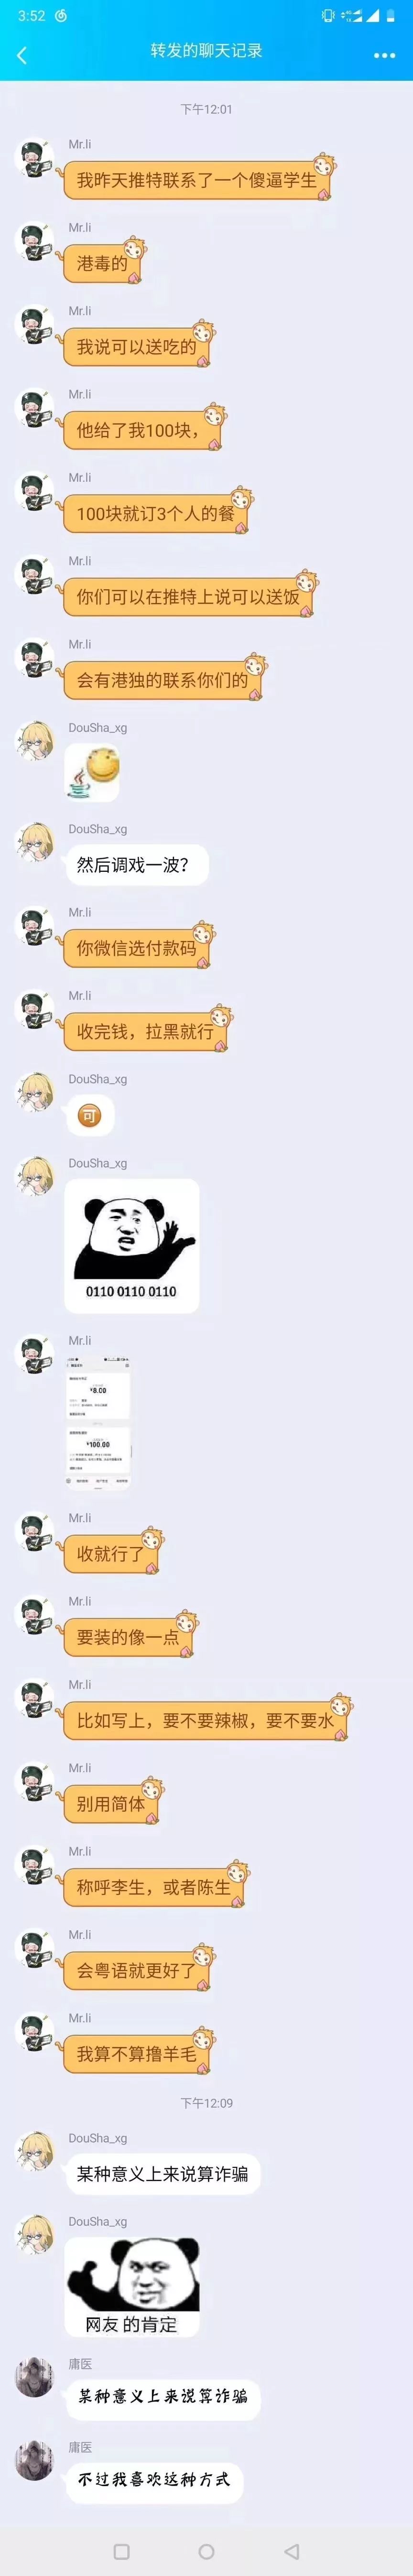 3:52
转发的聊天记录
下午12:01
Mr.li
我昨天推特联系了一个傻逼学生
Mr.li
港毒的
Mr.li
我说可以送吃的
Mr.li
他给了我100块，
Mr.li
100块就订3个人的餐
Mr.li
你们可以在推特上说可以送饭
Mr.li
会有港独的联系你们的
DouSha_xg
DouSha_xg
然后调戏一波？
Mr.li
你微信选付款码
Mr.li
收完钱，拉黑就行
DouSha_xg
可
DouSha_xg
0110 0110 0110
Mr.li
¥8.00
¥100.00
Mr.li
收就行了
Mr.li
要装的像一点
Mr.li
比如写上，要不要辣椒，要不要水
Mr.li
别用简体
Mr.li
称呼李生，或者陈生
Mr.li
会粤语就更好了
Mr.li
我算不算撸羊毛
下午12:09
DouSha_xg
某种意义上来说算诈骗
DouSha_xg
网友的肯定
庸医
某种意义上来说算诈骗
庸医
不过我喜欢这种方式